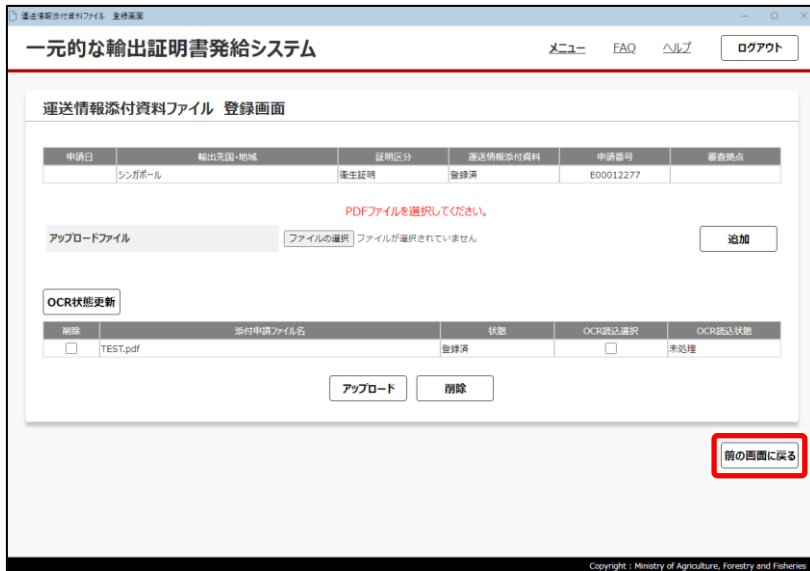 運送情報添付資料ファイル 登録画面
一元的な輸出証明書発給システム
メニュー FAQ ヘルプ ログアウト
運送情報添付資料ファイル 登録画面
申請日 輸出先国・地域 証明区分 運送情報添付資料 申請番号 審査拠点
シンガポール 衛生証明 登録済 E00012277
PDFファイルを選択してください。
アップロードファイル ファイルの選択 ファイルが選択されていません 追加
OCR状態更新
削除 添付申請ファイル名 状態 OCR読込選択 OCR読込状態
TEST.pdf 登録済 未処理
アップロード 削除
前の画面に戻る
Copyright : Ministry of Agriculture, Forestry and Fisheries